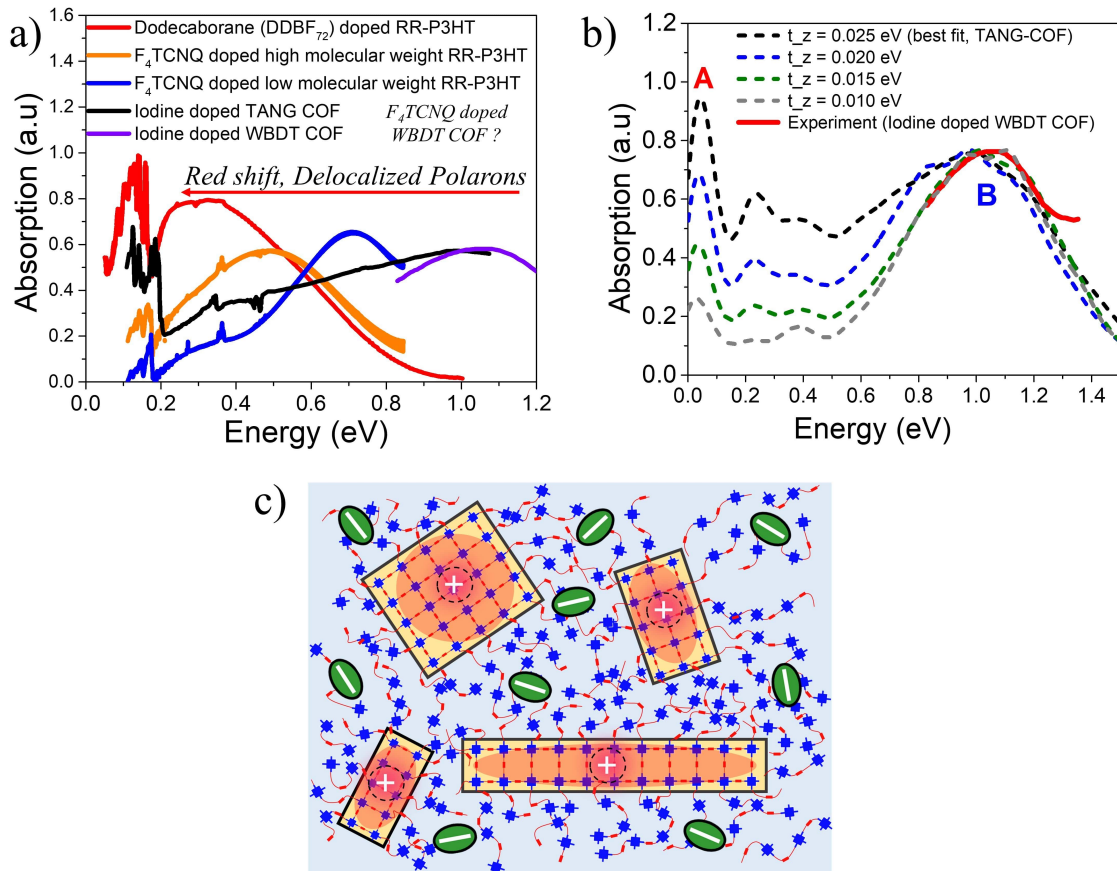 a)
1.6
1.4
1.2
1.0
0.8
0.6
0.4
0.2
0.0
Absorption (a.u)
Dodecaborane (DDBF₇₂) doped RR-P3HT
F₄TCNQ doped high molecular weight RR-P3HT
F₄TCNQ doped low molecular weight RR-P3HT
Iodine doped TANG COF
Iodine doped WBDT COF
F₄TCNQ doped
WBDT COF ?
Red shift, Delocalized Polarons
0.0 0.2 0.4 0.6 0.8 1.0 1.2
Energy (eV)
b)
1.2
1.0
0.8
0.6
0.4
0.2
0.0
Absorption (a.u)
t_z = 0.025 eV (best fit, TANG-COF)
t_z = 0.020 eV
t_z = 0.015 eV
t_z = 0.010 eV
Experiment (Iodine doped WBDT COF)
A
B
0.0 0.2 0.4 0.6 0.8 1.0 1.2 1.4
Energy (eV)
c)
+
+
+
+